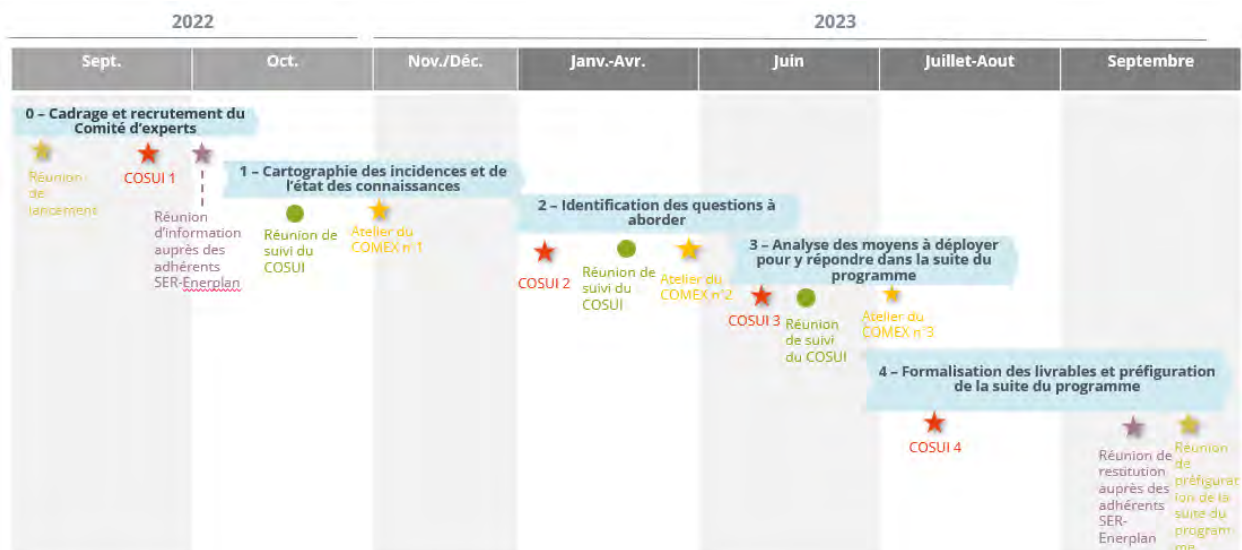 2022
2023
Sept.
Oct.
Nov./Déc.
Janv.-Avr.
Juin
Juillet-Aout
Septembre
0 – Cadrage et recrutement du
Comité d'experts
Réunion
de
lancement
COSUI 1
Réunion
d'information
auprès des
adhérents
SER-Enerplan
1 – Cartographie des incidences et de
l'état des connaissances
Réunion de
suivi du
COSUI
Atelier du
COMEX n°1
2 – Identification des questions à
aborder
COSUI 2
Réunion de
suivi du
COSUI
Atelier du
COMEX n°2
3 – Analyse des moyens à déployer
pour y répondre dans la suite du
programme
COSUI 3
Réunion
de suivi
du COSUI
Atelier du
COMEX n°3
4 – Formalisation des livrables et préfiguration
de la suite du programme
COSUI 4
Réunion de
restitution
auprès des
adhérents
SER-
Enerplan
Réunion
de
préfigurat
ion de la
suite du
program
me